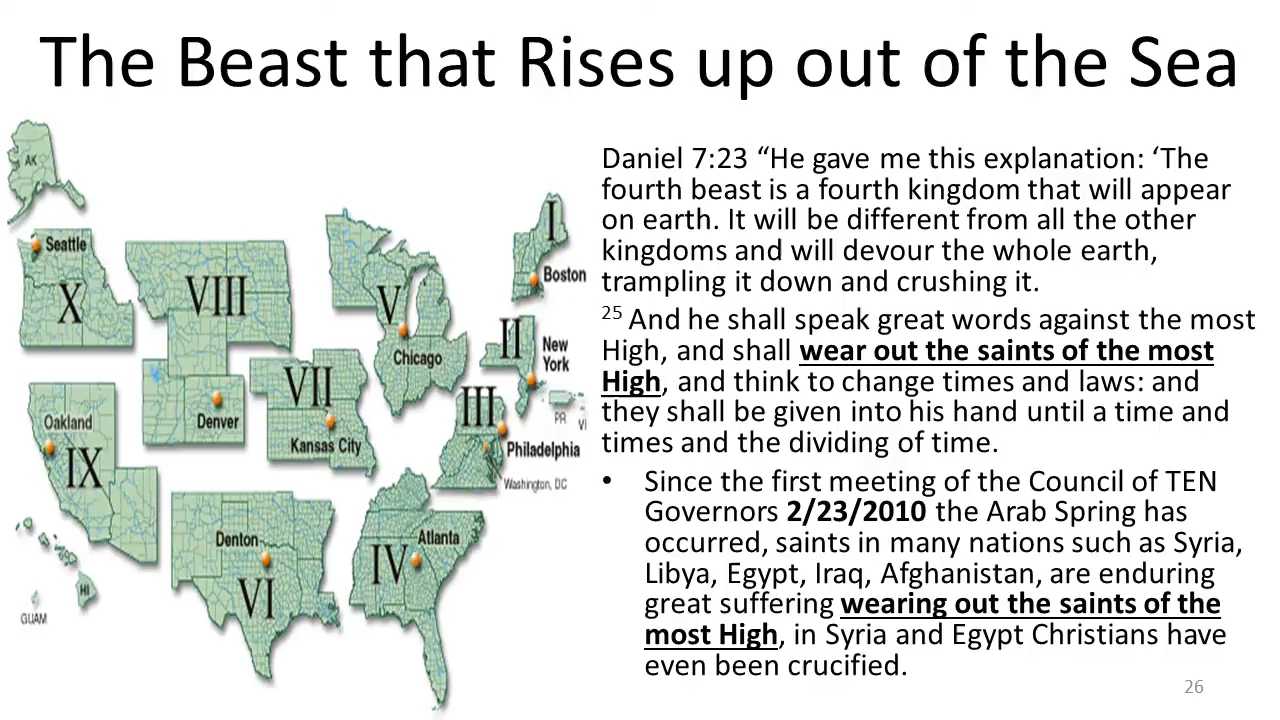 The Beast that Rises up out of the Sea
AK
Seattle
X
VIII
V
Chicago
I
Boston
II
New
York
PR
VI
III
Philadelphia
Washington, DC
VII
Kansas City
Denver
Oakland
IX
Denton
VI
IV
Atlanta
HI
GUAM
Daniel 7:23 “He gave me this explanation: ‘The
fourth beast is a fourth kingdom that will appear
on earth. It will be different from all the other
kingdoms and will devour the whole earth,
trampling it down and crushing it.
25 And he shall speak great words against the most
High, and shall wear out the saints of the most
High, and think to change times and laws: and
they shall be given into his hand until a time and
times and the dividing of time.
• Since the first meeting of the Council of TEN
Governors 2/23/2010 the Arab Spring has
occurred, saints in many nations such as Syria,
Libya, Egypt, Iraq, Afghanistan, are enduring
great suffering wearing out the saints of the
most High, in Syria and Egypt Christians have
even been crucified.
26